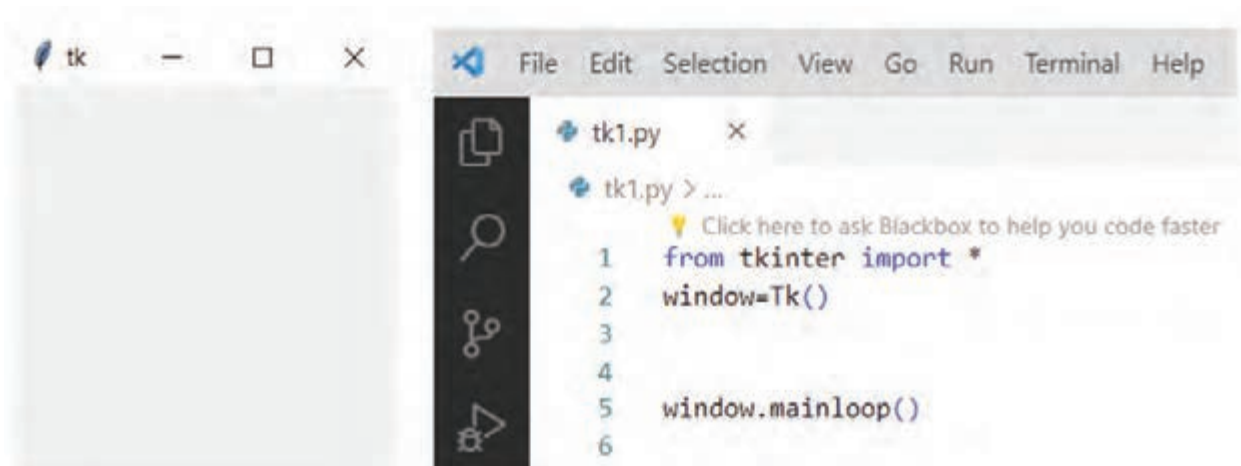 tk
File Edit Selection View Go Run Terminal Help
tk1.py
tk1.py > ...
Click here to ask Blackbox to help you code faster
1 from tkinter import *
2 window=Tk()
3
4
5 window.mainloop()
6